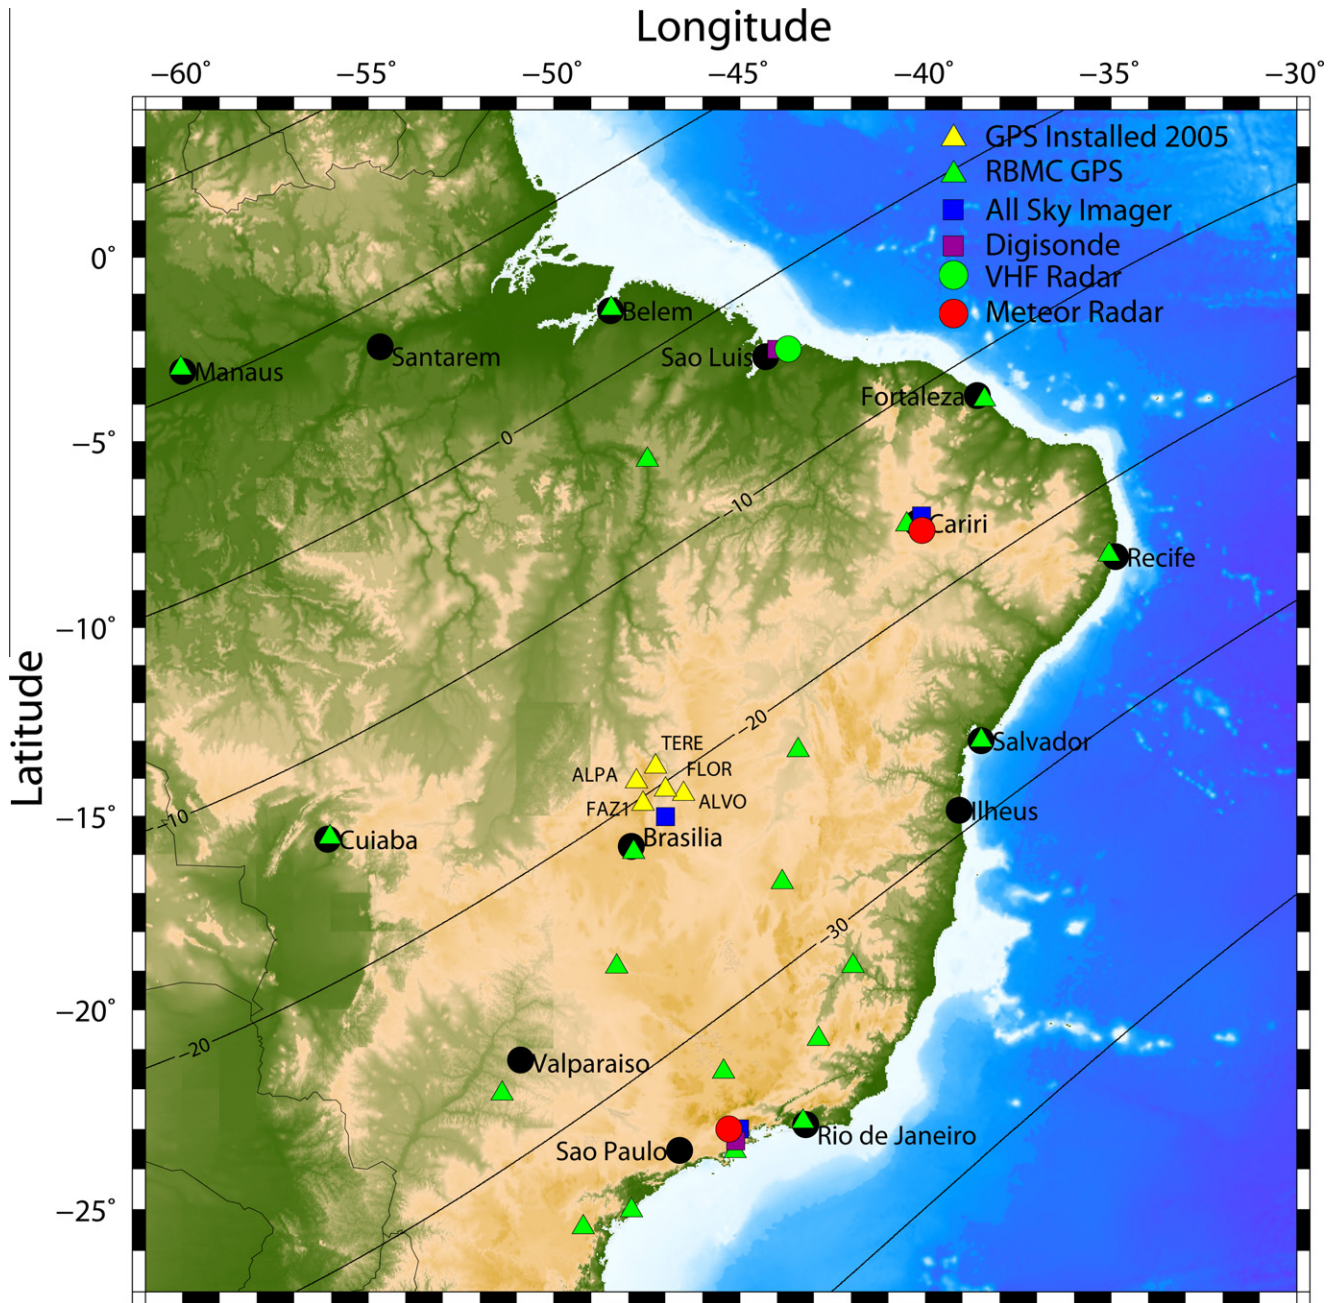 Longitude
−60° −55° −50° −45° −40° −35° −30°
GPS Installed 2005
RBMC GPS
All Sky Imager
Digisonde
VHF Radar
Meteor Radar
0°
Belem
Santarem
Sao Luis
Manaus
Fortaleza
−5°
0
−10
Cariri
Recife
−10°
Latitude
−20
TERE
Salvador
ALPA
FLOR
ALVO
FAZ1
−15°
−10
Ilheus
Cuiaba
Brasilia
−30
−20°
−20
Valparaiso
Rio de Janeiro
Sao Paulo
−25°